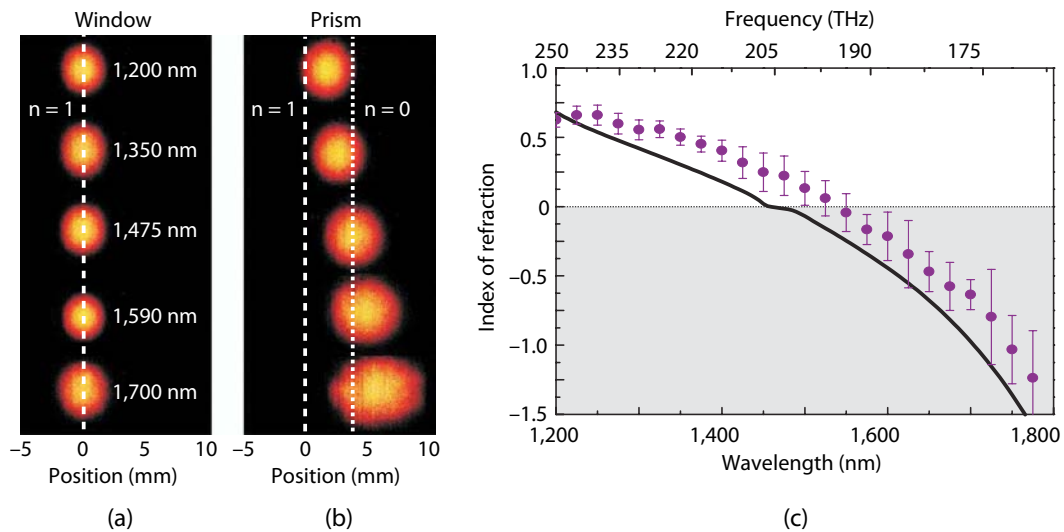 Window
1,200 nm
n = 1
1,350 nm
1,475 nm
1,590 nm
1,700 nm
−5 0 5 10
Position (mm)
(a)
Prism
n = 1 n = 0
−5 0 5 10
Position (mm)
(b)
Frequency (THz)
250 235 220 205 190 175
1.0
0.5
0
−0.5
−1.0
−1.5
Index of refraction
1,200 1,400 1,600 1,800
Wavelength (nm)
(c)